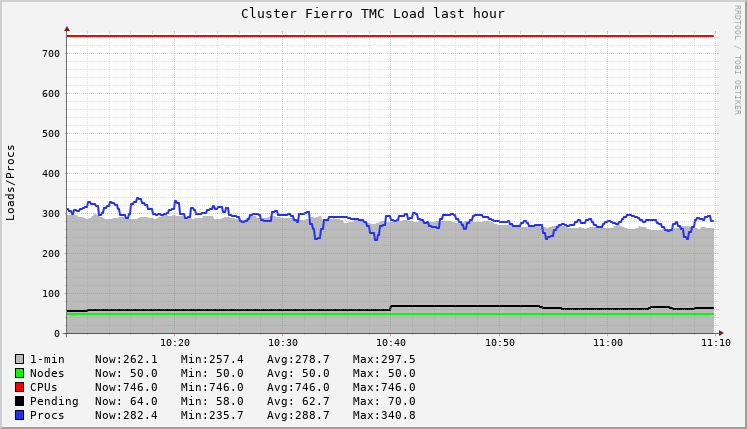 Cluster Fierro TMC Load last hour
RRDTOOL / TOBI OETIKER
Loads/Procs
700
600
500
400
300
200
100
0
10:20 10:30 10:40 10:50 11:00 11:10
1-min Now:262.1 Min:257.4 Avg:278.7 Max:297.5
Nodes Now: 50.0 Min: 50.0 Avg: 50.0 Max: 50.0
CPUs Now:746.0 Min:746.0 Avg:746.0 Max:746.0
Pending Now: 64.0 Min: 58.0 Avg: 62.7 Max: 70.0
Procs Now:282.4 Min:235.7 Avg:288.7 Max:340.8